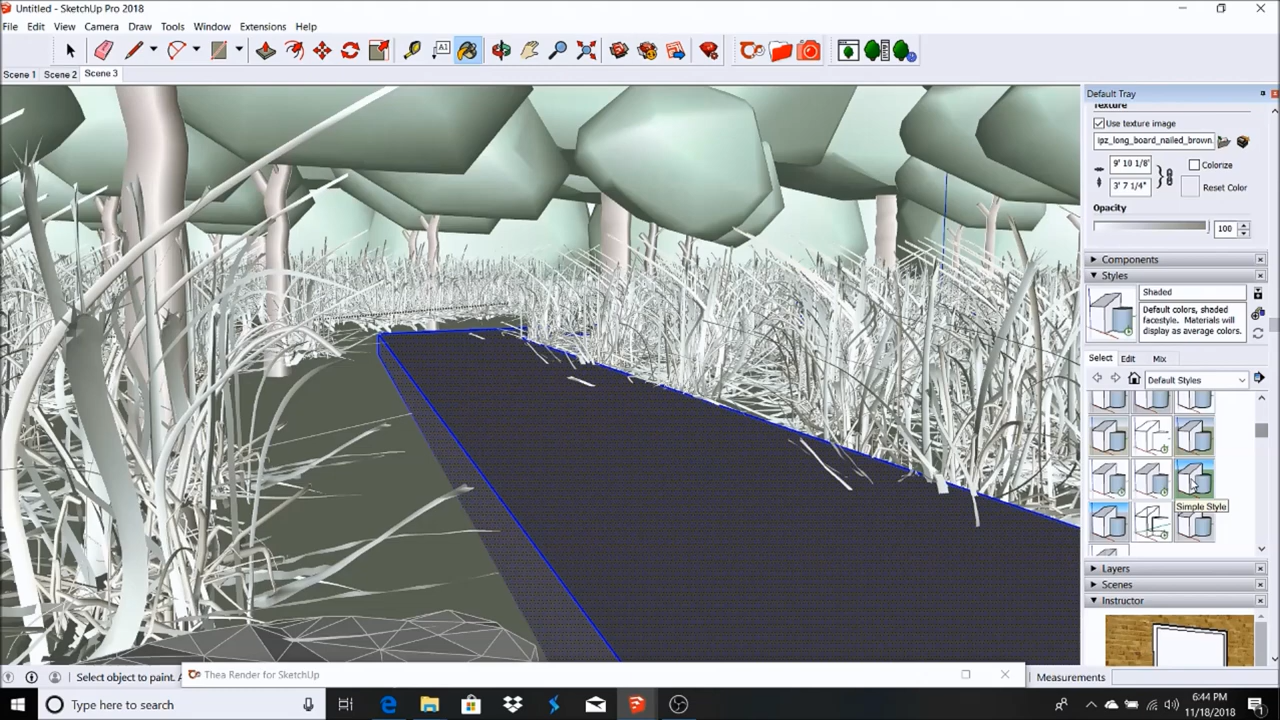 Untitled - SketchUp Pro 2018
File Edit View Camera Draw Tools Window Extensions Help
A1
Scene 1 Scene 2 Scene 3
Default Tray
Texture
Use texture image
ipz_long_board_nailed_brown.
9' 10 1/8'
Colorize
3' 7 1/4"
Reset Color
Opacity
100
Components
Styles
Shaded
Default colors, shaded
facestyle. Materials will
display as average colors.
Select Edit Mix
Default Styles
Simple Style
Layers
Scenes
Instructor
Select object to paint. A
Thea Render for SketchUp
Measurements
Type here to search
6:44 PM
11/18/2018
1